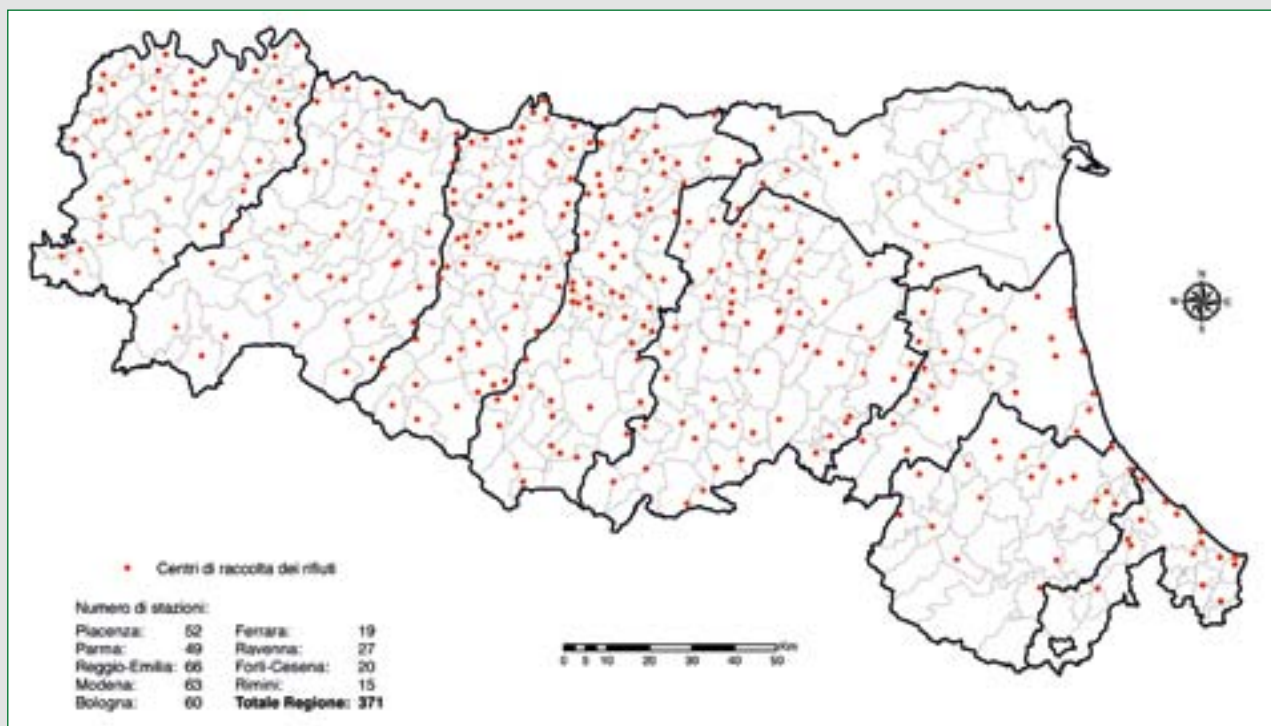 N
W E
S
Centri di raccolta dei rifiuti
Numero di stazioni:
Piacenza: 52 Ferrara: 19
Parma: 49 Ravenna: 27
Reggio-Emilia: 66 Forlì-Cesena: 20
Modena: 63 Rimini: 15
Bologna: 60 Totale Regione: 371
0 5 10 20 30 40 50 Km